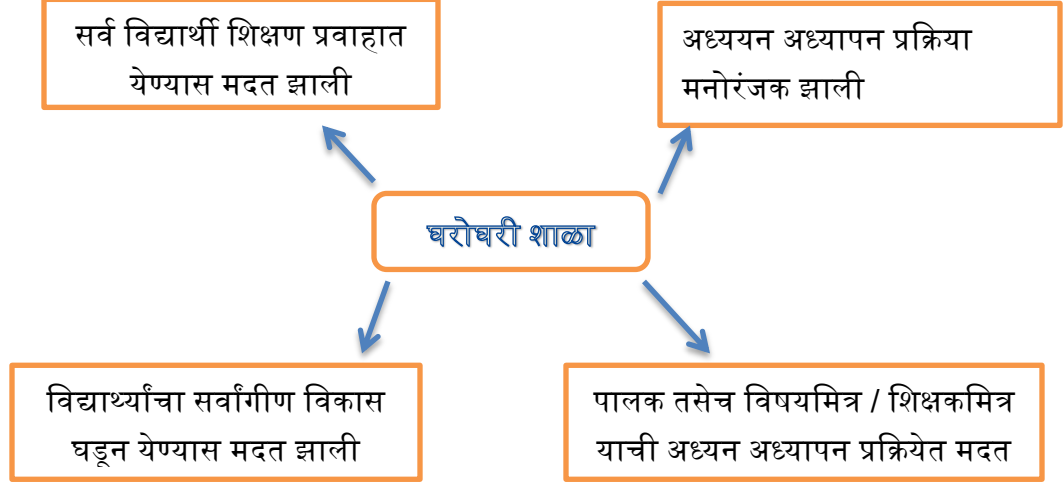 सर्व विद्यार्थी शिक्षण प्रवाहात
येण्यास मदत झाली
अध्ययन अध्यापन प्रक्रिया
मनोरंजक झाली
घरोघरी शाळा
विद्यार्थ्यांचा सर्वांगीण विकास
घडून येण्यास मदत झाली
पालक तसेच विषयमित्र / शिक्षकमित्र
याची अध्यन अध्यापन प्रक्रियेत मदत